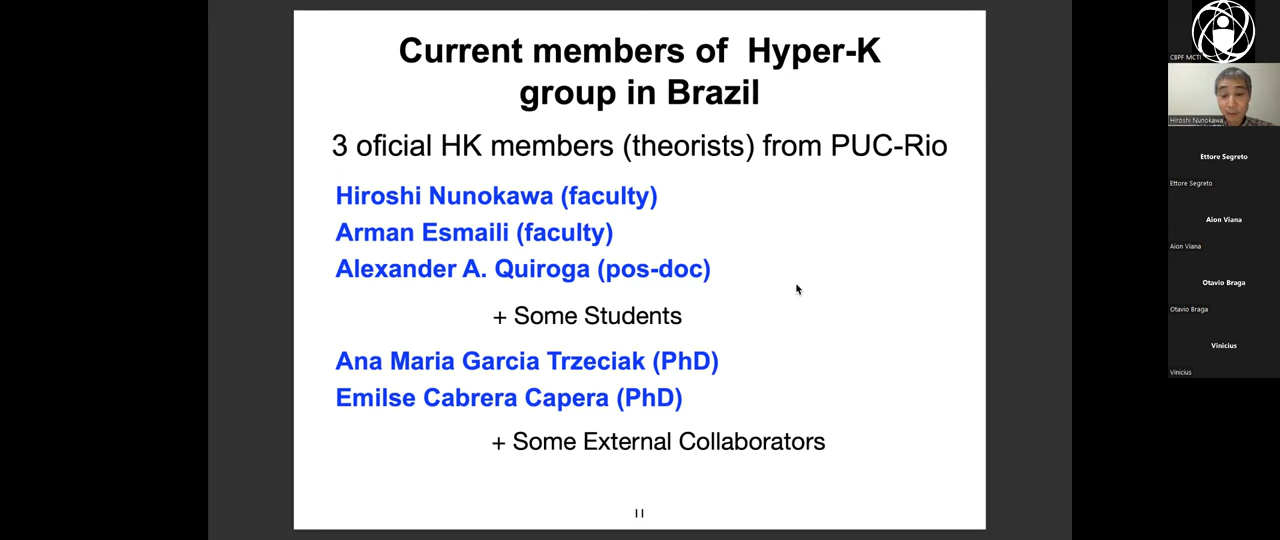 Current members of Hyper-K
group in Brazil
3 oficial HK members (theorists) from PUC-Rio
Hiroshi Nunokawa (faculty)
Arman Esmaili (faculty)
Alexander A. Quiroga (pos-doc)
+ Some Students
Ana Maria Garcia Trzeciak (PhD)
Emilse Cabrera Capera (PhD)
+ Some External Collaborators
11
CBPF MCTI
Hiroshi Nunokawa
Ettore Segreto
Ettore Segreto
Aion Viana
Aion Viana
Otavio Braga
Otavio Braga
Vinicius
Vinicius